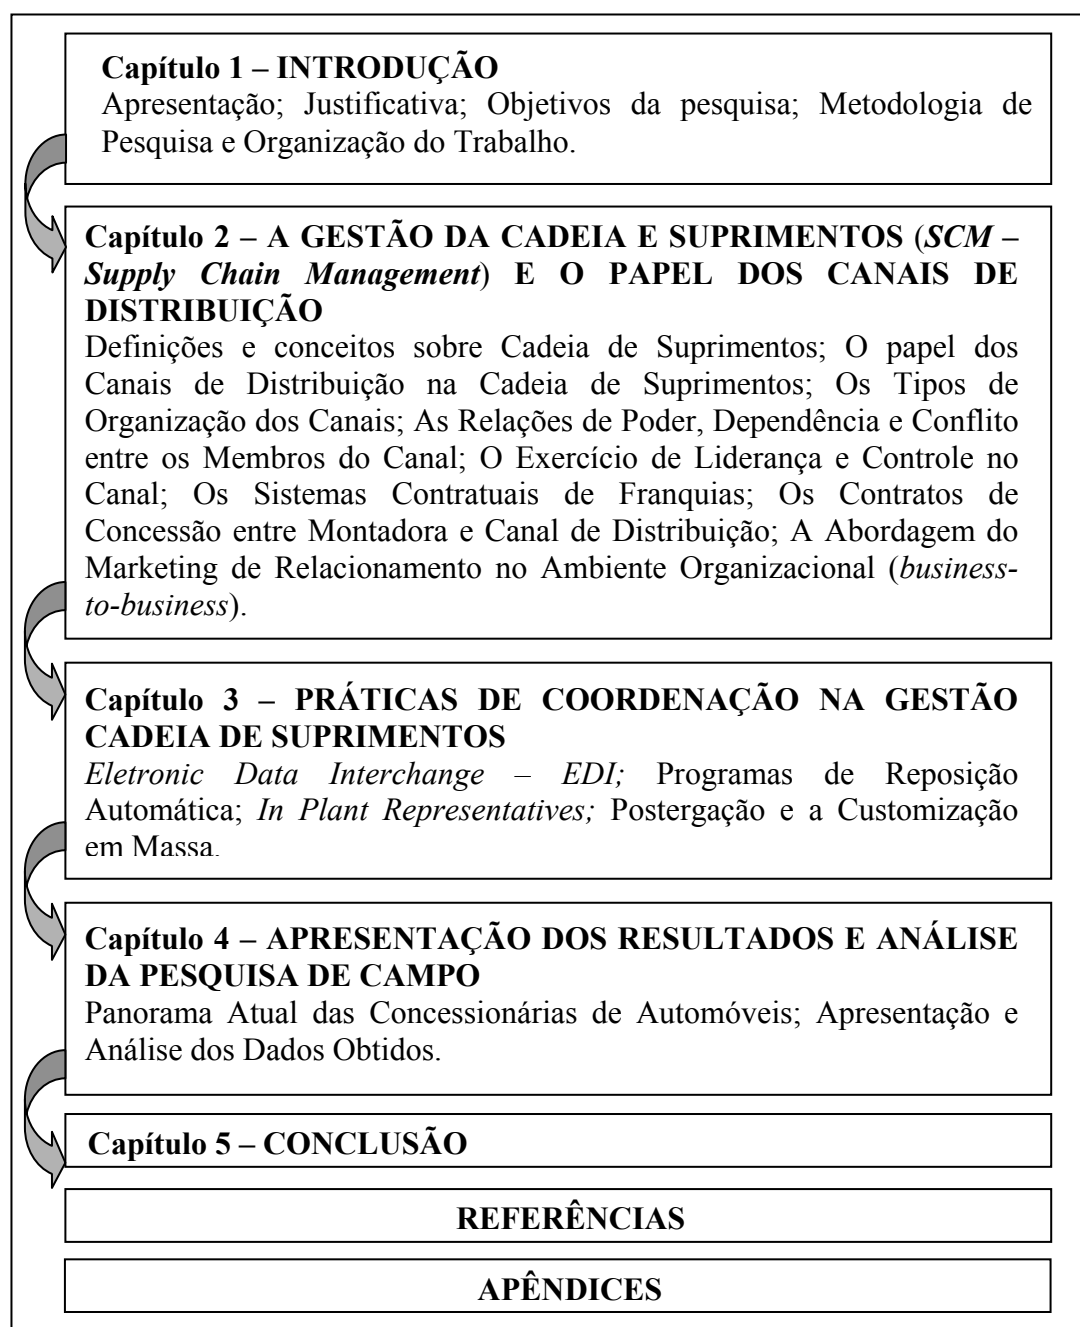 Capítulo 1 – INTRODUÇÃO
Apresentação; Justificativa; Objetivos da pesquisa; Metodologia de
Pesquisa e Organização do Trabalho.
Capítulo 2 – A GESTÃO DA CADEIA E SUPRIMENTOS (SCM –
Supply Chain Management) E O PAPEL DOS CANAIS DE
DISTRIBUIÇÃO
Definições e conceitos sobre Cadeia de Suprimentos; O papel dos
Canais de Distribuição na Cadeia de Suprimentos; Os Tipos de
Organização dos Canais; As Relações de Poder, Dependência e Conflito
entre os Membros do Canal; O Exercício de Liderança e Controle no
Canal; Os Sistemas Contratuais de Franquias; Os Contratos de
Concessão entre Montadora e Canal de Distribuição; A Abordagem do
Marketing de Relacionamento no Ambiente Organizacional (business-
to-business).
Capítulo 3 – PRÁTICAS DE COORDENAÇÃO NA GESTÃO
CADEIA DE SUPRIMENTOS
Eletronic Data Interchange – EDI; Programas de Reposição
Automática; In Plant Representatives; Postergação e a Customização
em Massa.
Capítulo 4 – APRESENTAÇÃO DOS RESULTADOS E ANÁLISE
DA PESQUISA DE CAMPO
Panorama Atual das Concessionárias de Automóveis; Apresentação e
Análise dos Dados Obtidos.
Capítulo 5 – CONCLUSÃO
REFERÊNCIAS
APÊNDICES